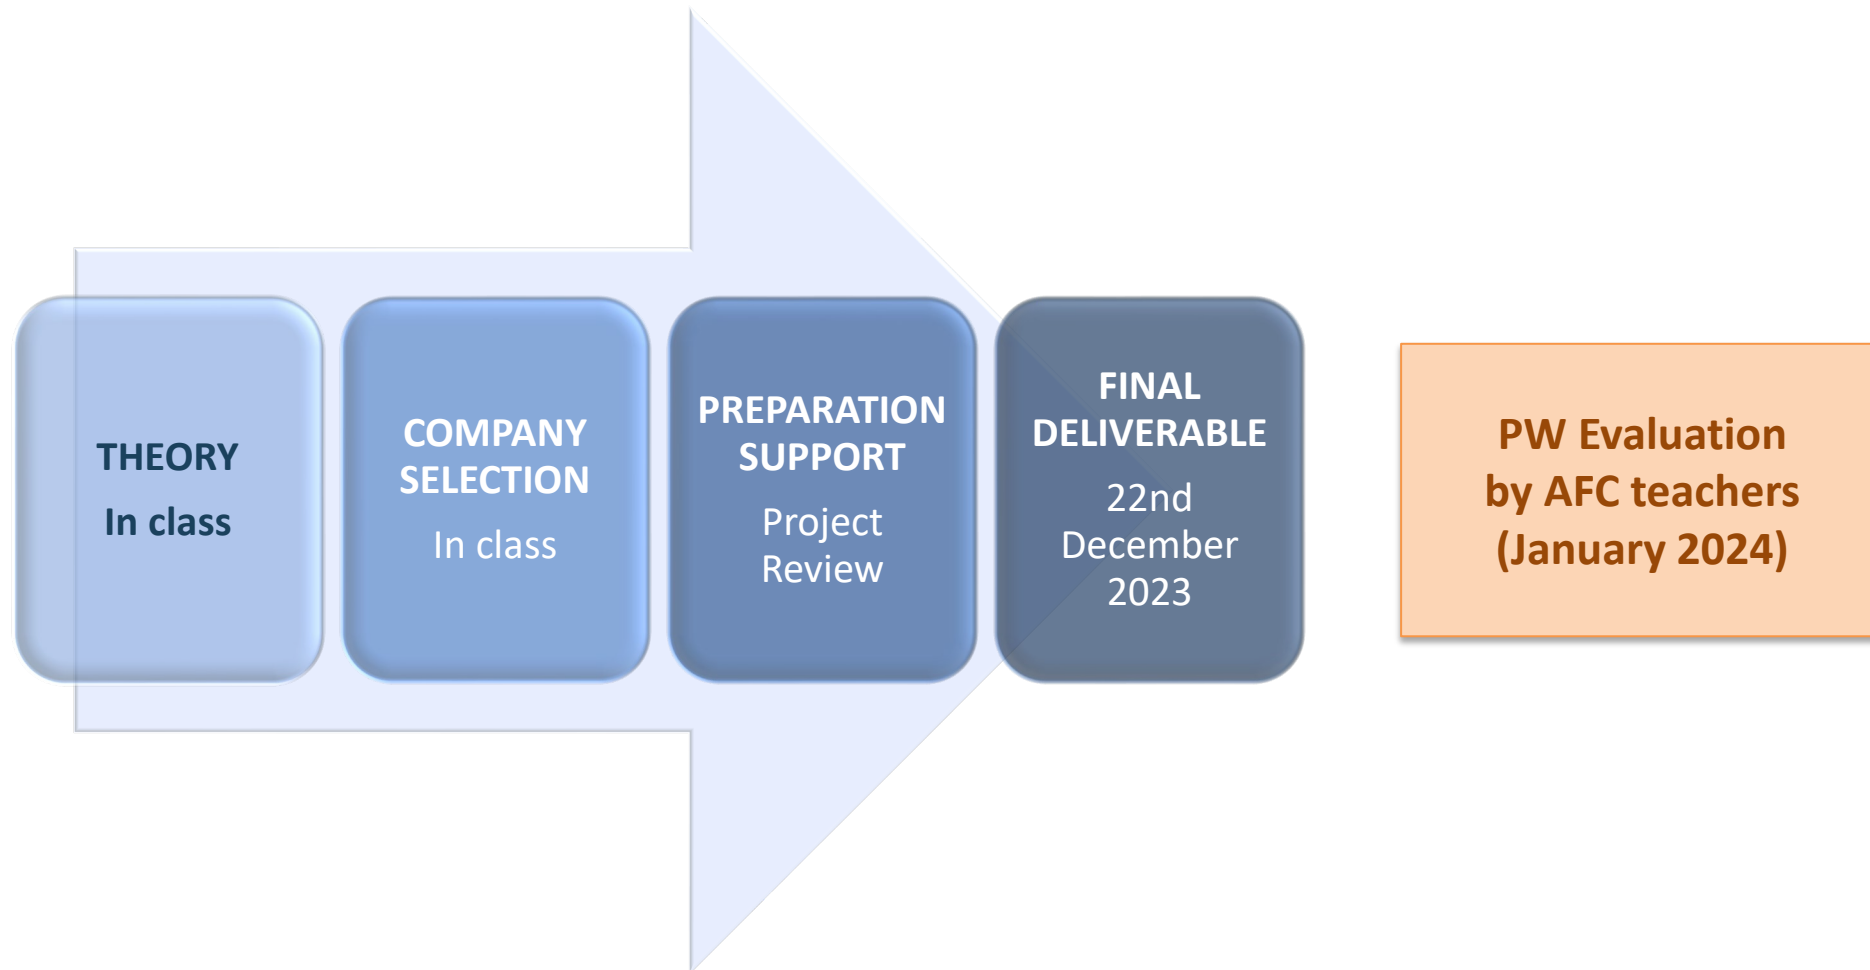 THEORY
In class
COMPANY
SELECTION
In class
PREPARATION
SUPPORT
Project
Review
FINAL
DELIVERABLE
22nd
December
2023
PW Evaluation
by AFC teachers
(January 2024)